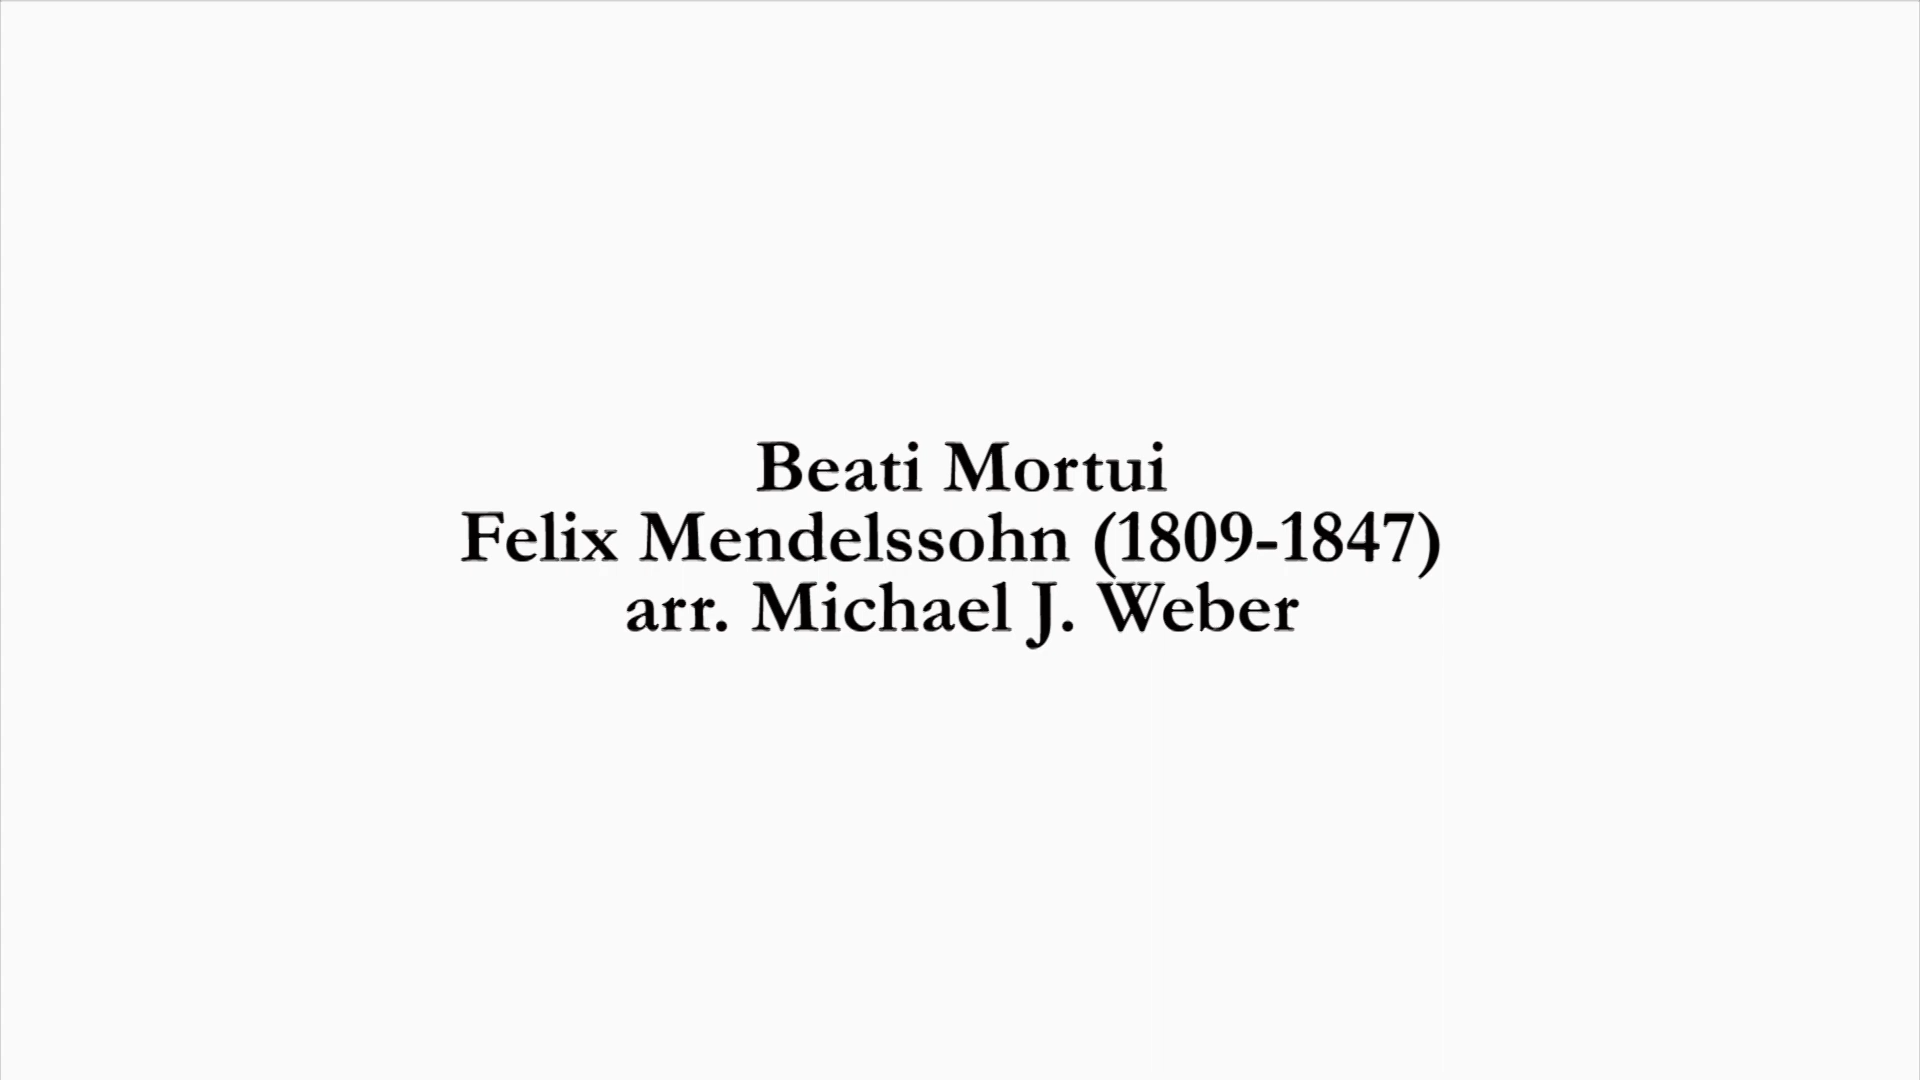 Beati Mortui
Felix Mendelssohn (1809-1847)
arr. Michael J. Weber